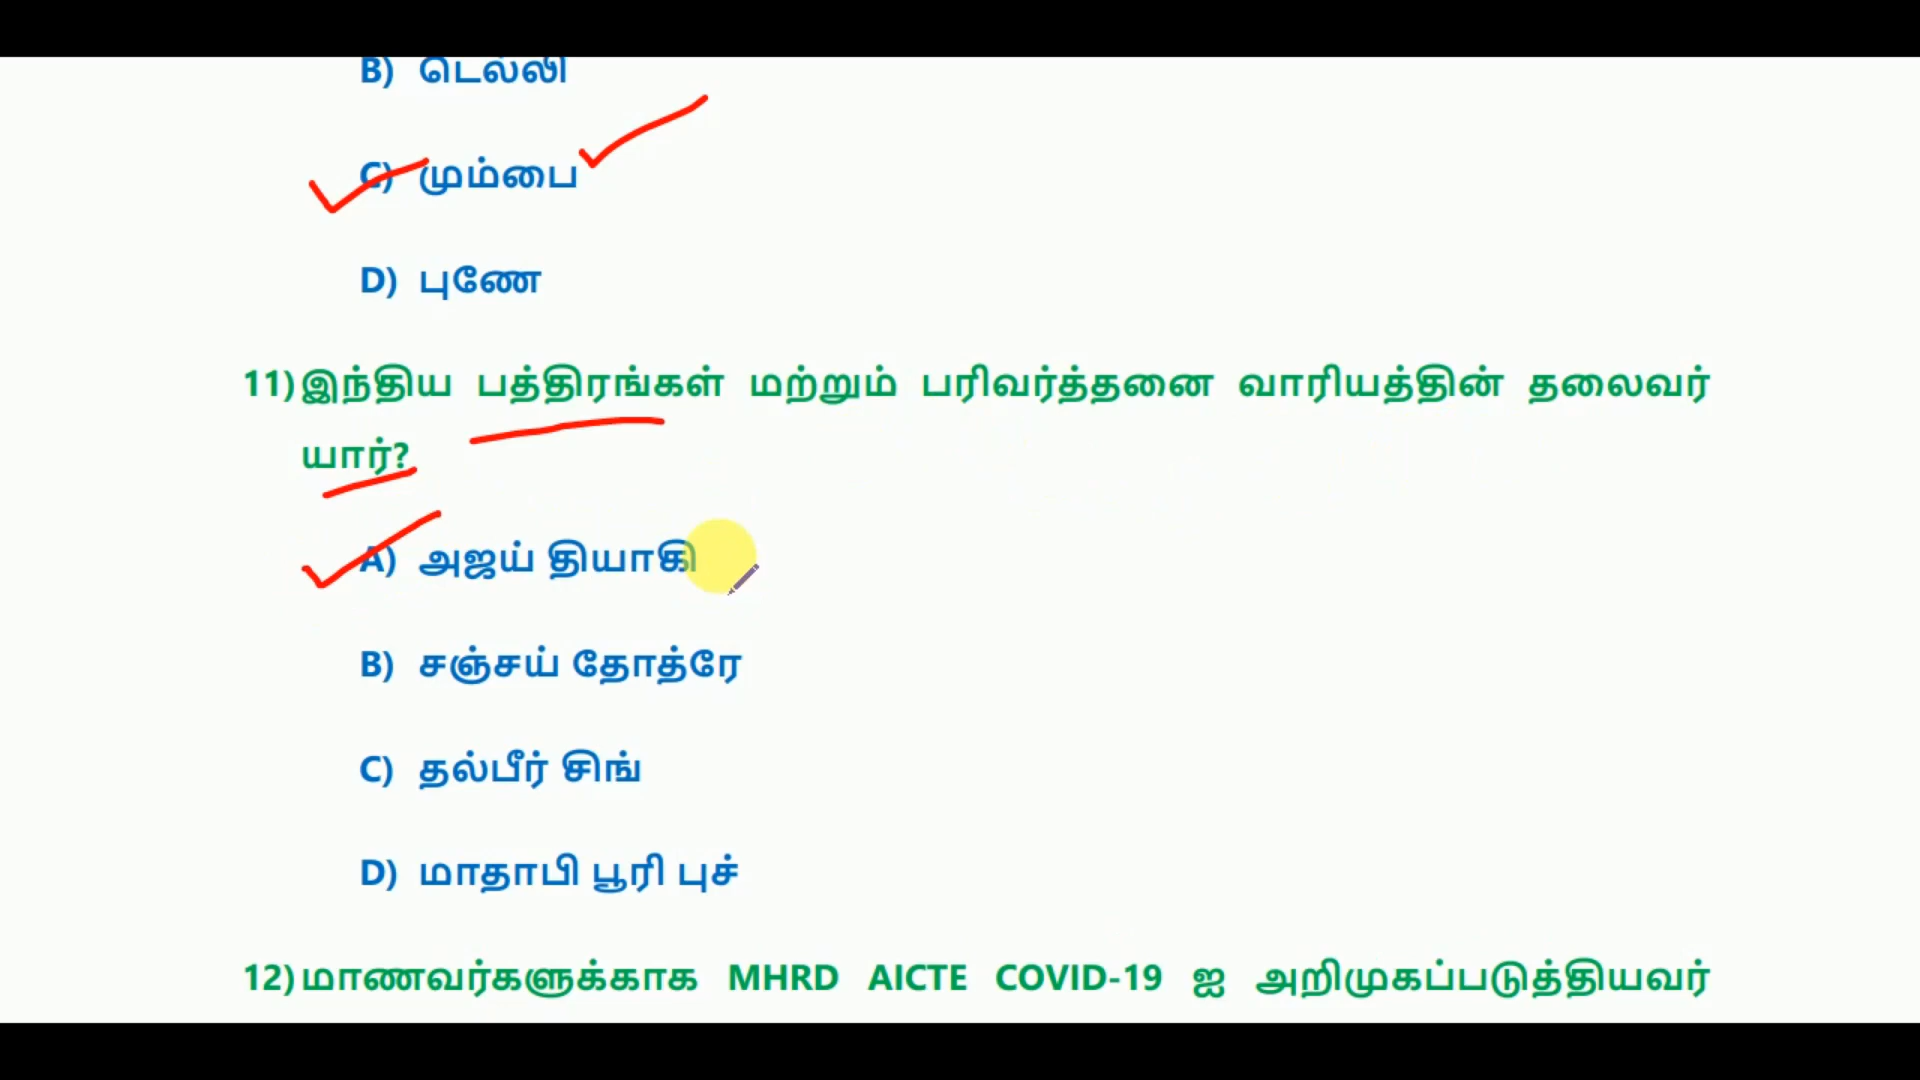 B) டெல்லி
C) மும்பை
D) புணே
11) இந்திய பத்திரங்கள் மற்றும் பரிவர்த்தனை வாரியத்தின் தலைவர்
யார்?
A) அஜய் தியாகி
B) சஞ்சய் தோத்ரே
C) தல்பீர் சிங்
D) மாதாபி பூரி புச்
12) மாணவர்களுக்காக MHRD AICTE COVID-19 ஐ அறிமுகப்படுத்தியவர்